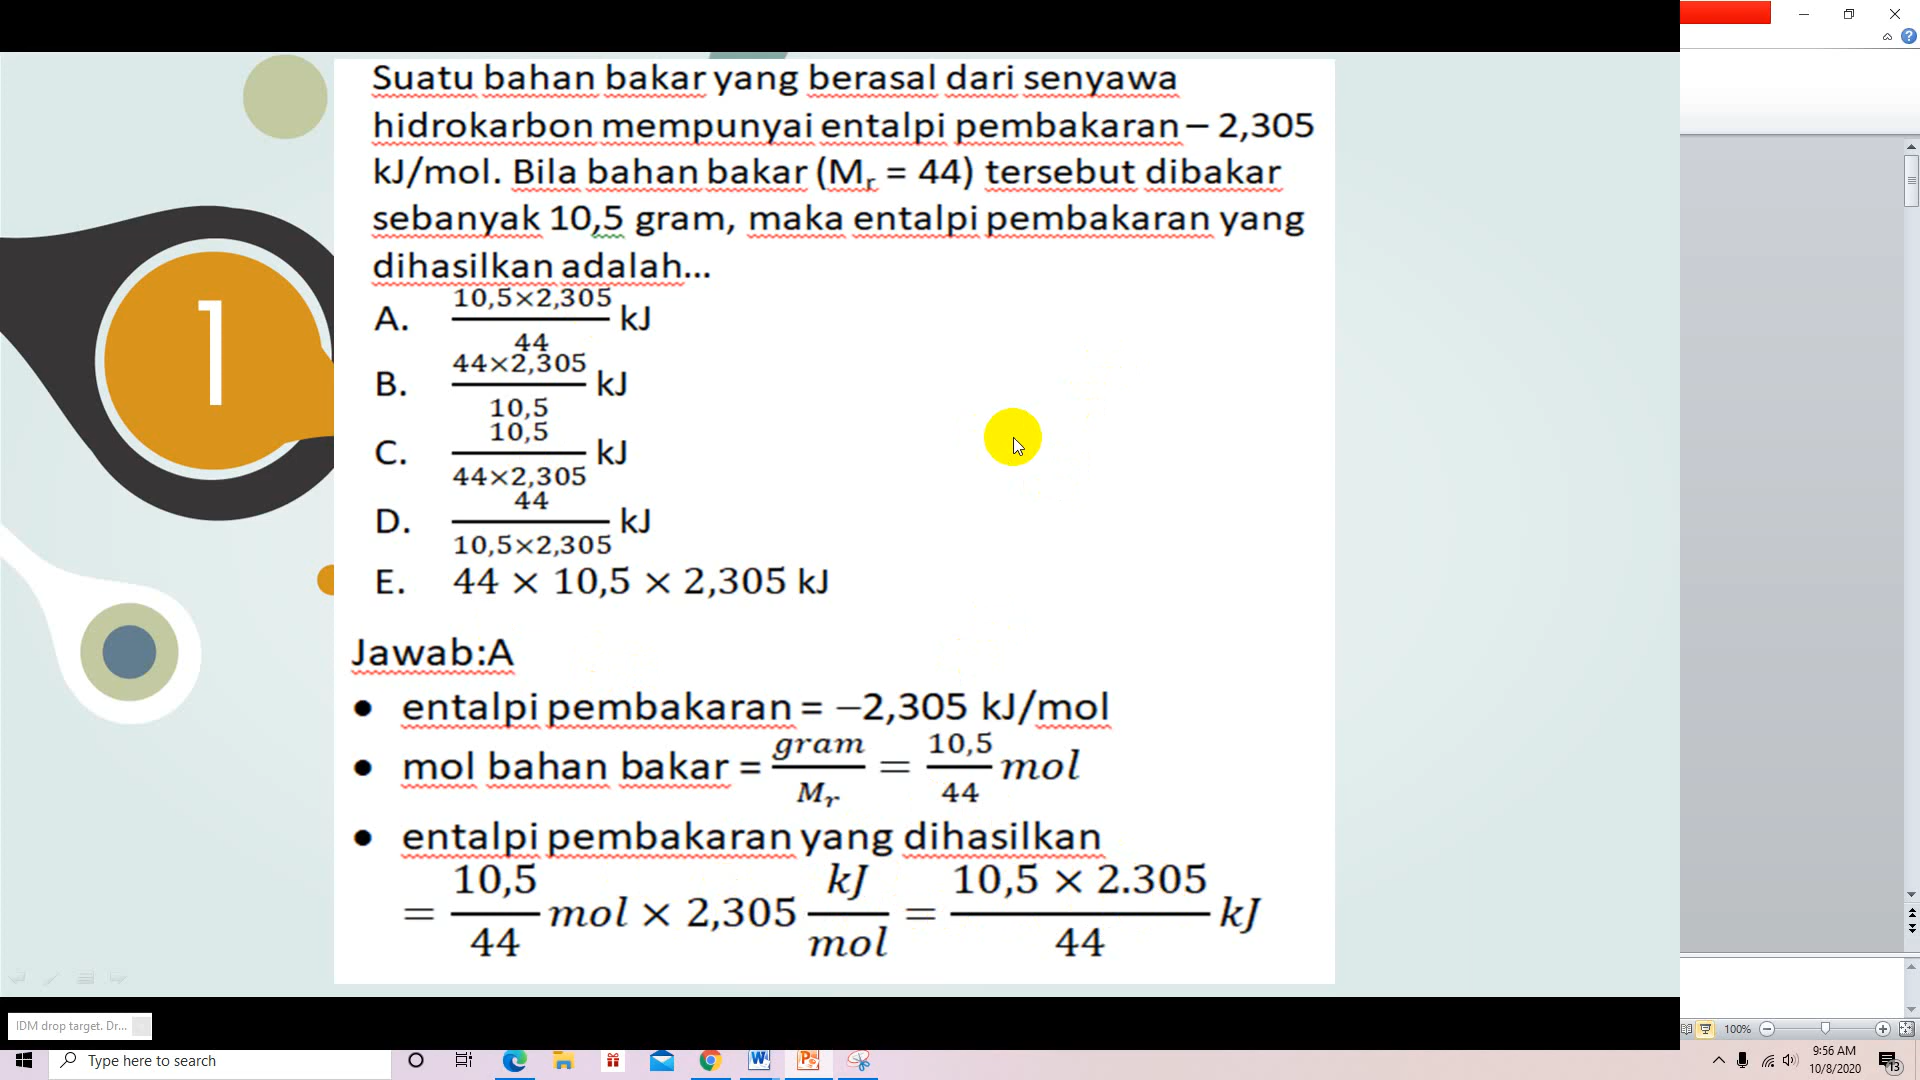 1
Suatu bahan bakar yang berasal dari senyawa
hidrokarbon mempunyai entalpi pembakaran – 2,305
kJ/mol. Bila bahan bakar (Mr = 44) tersebut dibakar
sebanyak 10,5 gram, maka entalpi pembakaran yang
dihasilkan adalah...
A. 10,5×2,305/44 kJ
B. 44×2,305/10,5 kJ
C. 10,5/44×2,305 kJ
D. 44/10,5×2,305 kJ
E. 44 × 10,5 × 2,305 kJ
Jawab:A
● entalpi pembakaran = −2,305 kJ/mol
● mol bahan bakar = gram/Mr = 10,5/44 mol
● entalpi pembakaran yang dihasilkan
= 10,5/44 mol × 2,305 kJ/mol = 10,5 × 2.305/44 kJ
IDM drop target. Dr...
100%
Type here to search
9:56 AM
10/8/2020
13